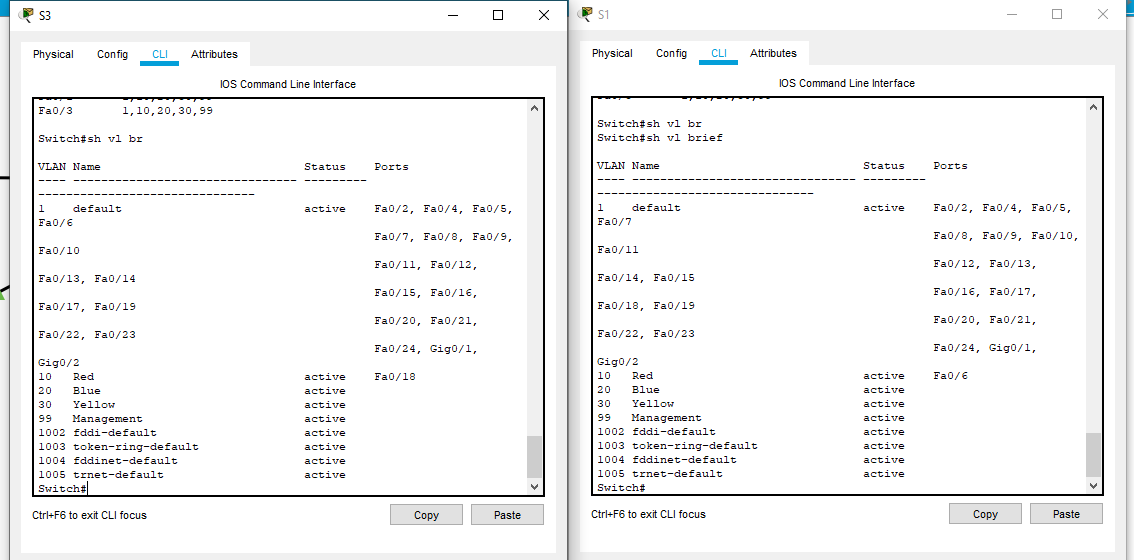 S3
Physical Config CLI Attributes
IOS Command Line Interface
Fa0/3 1,10,20,30,99
Switch#sh vl br
VLAN Name Status Ports
---- -------------------------------- --------- -------------------------------
1 default active Fa0/2, Fa0/4, Fa0/5,
Fa0/6
Fa0/7, Fa0/8, Fa0/9,
Fa0/10
Fa0/11, Fa0/12,
Fa0/13, Fa0/14
Fa0/15, Fa0/16,
Fa0/17, Fa0/19
Fa0/20, Fa0/21,
Fa0/22, Fa0/23
Fa0/24, Gig0/1,
Gig0/2
10 Red active Fa0/18
20 Blue active
30 Yellow active
99 Management active
1002 fddi-default active
1003 token-ring-default active
1004 fddinet-default active
1005 trnet-default active
Switch#
Ctrl+F6 to exit CLI focus
Copy Paste
S1
Physical Config CLI Attributes
IOS Command Line Interface
Switch#sh vl br
Switch#sh vl brief
VLAN Name Status Ports
---- -------------------------------- --------- -------------------------------
1 default active Fa0/2, Fa0/4, Fa0/5,
Fa0/7
Fa0/8, Fa0/9, Fa0/10,
Fa0/11
Fa0/12, Fa0/13,
Fa0/14, Fa0/15
Fa0/16, Fa0/17,
Fa0/18, Fa0/19
Fa0/20, Fa0/21,
Fa0/22, Fa0/23
Fa0/24, Gig0/1,
Gig0/2
10 Red active Fa0/6
20 Blue active
30 Yellow active
99 Management active
1002 fddi-default active
1003 token-ring-default active
1004 fddinet-default active
1005 trnet-default active
Switch#
Ctrl+F6 to exit CLI focus
Copy Paste